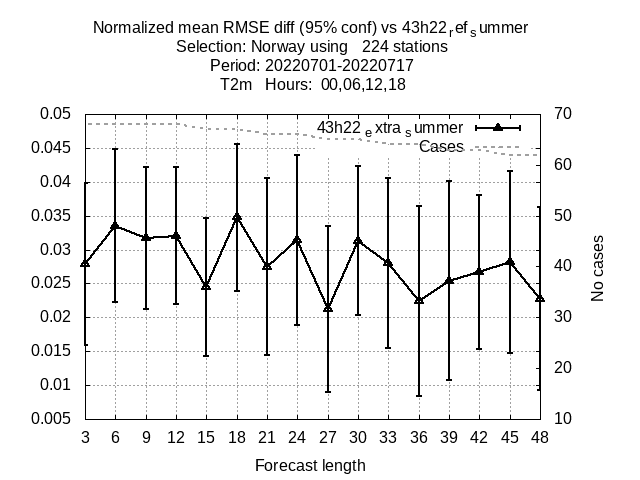 Normalized mean RMSE diff (95% conf) vs 43h22refsummer
Selection: Norway using 224 stations
Period: 20220701-20220717
T2m Hours: 00,06,12,18
0.05 70
43h22extrasummer
Cases
0.045 60
0.04
0.035 50
0.03 40
0.025
0.02 30
0.015 20
0.01
0.005 10
No cases
3 6 9 12 15 18 21 24 27 30 33 36 39 42 45 48
Forecast length